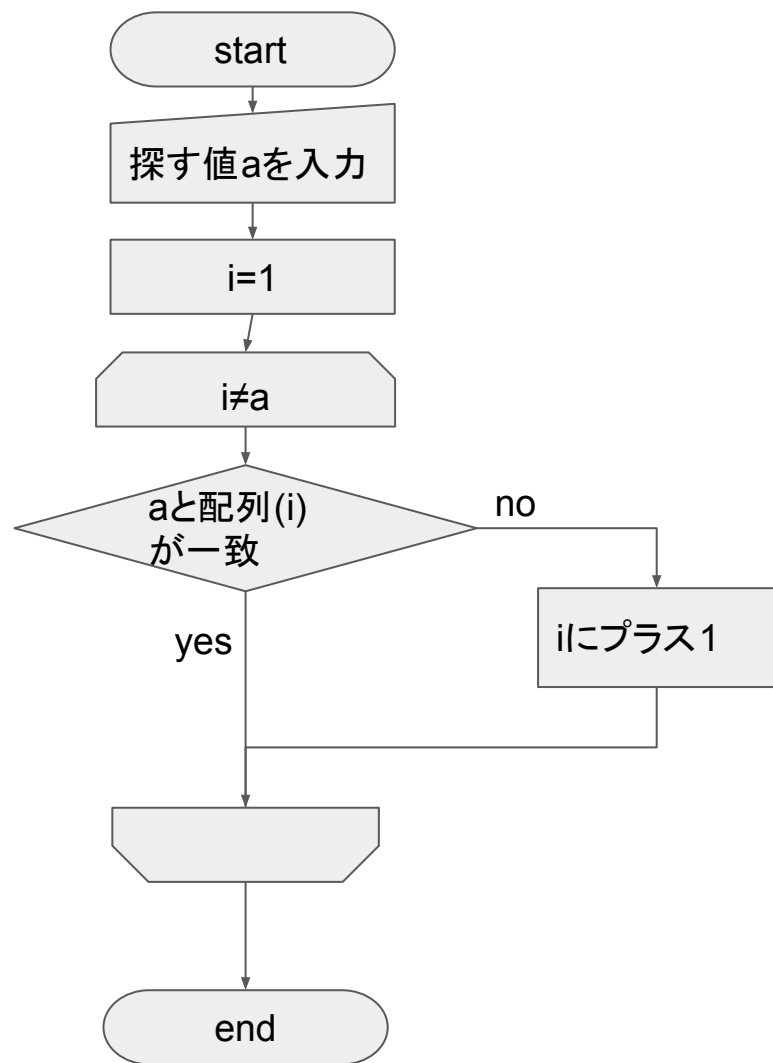 start
探す値aを入力
i=1
i≠a
aと配列(i)
が一致
no
yes
iにプラス1
end